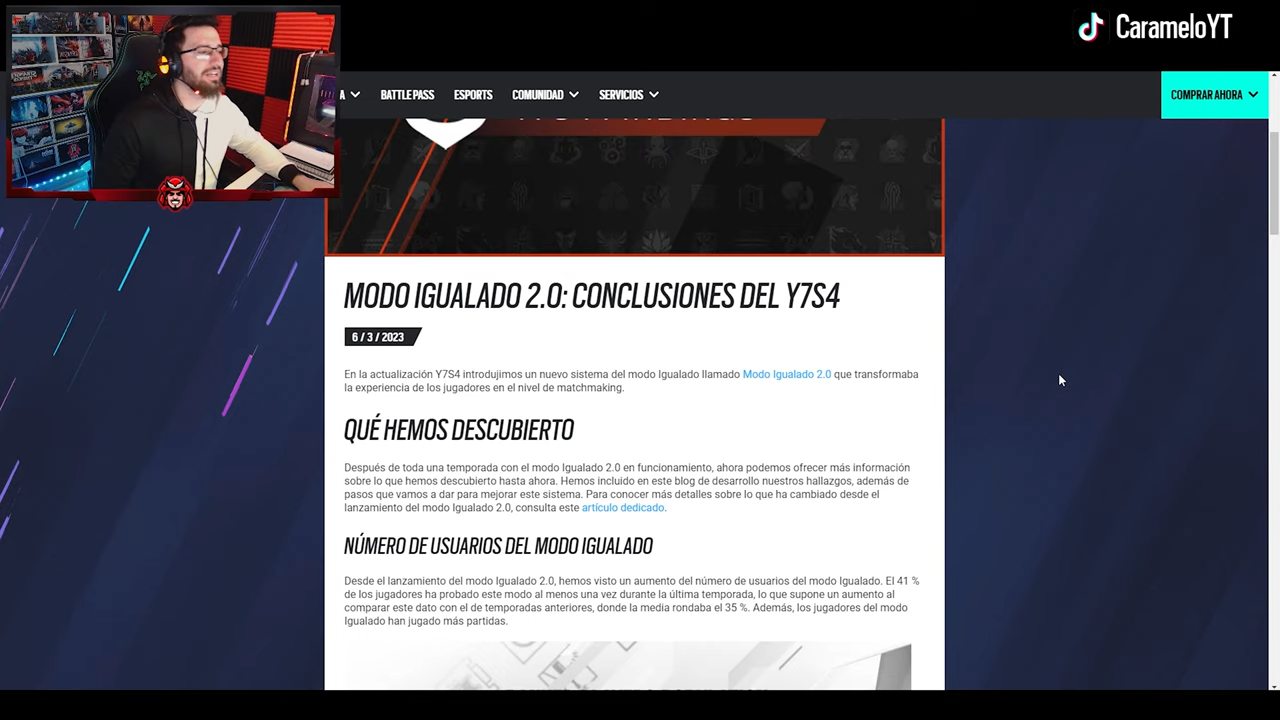 CarameloYT
A
BATTLE PASS
ESPORTS
COMUNIDAD
SERVICIOS
COMPRAR AHORA
MODO IGUALADO 2.0: CONCLUSIONES DEL Y7S4
6 / 3 / 2023
En la actualización Y7S4 introdujimos un nuevo sistema del modo Igualado llamado Modo Igualado 2.0 que transformaba
la experiencia de los jugadores en el nivel de matchmaking.
QUÉ HEMOS DESCUBIERTO
Después de toda una temporada con el modo Igualado 2.0 en funcionamiento, ahora podemos ofrecer más información
sobre lo que hemos descubierto hasta ahora. Hemos incluido en este blog de desarrollo nuestros hallazgos, además de
pasos que vamos a dar para mejorar este sistema. Para conocer más detalles sobre lo que ha cambiado desde el
lanzamiento del modo Igualado 2.0, consulta este artículo dedicado.
NÚMERO DE USUARIOS DEL MODO IGUALADO
Desde el lanzamiento del modo Igualado 2.0, hemos visto un aumento del número de usuarios del modo Igualado. El 41 %
de los jugadores ha probado este modo al menos una vez durante la última temporada, lo que supone un aumento al
comparar este dato con el de temporadas anteriores, donde la media rondaba el 35 %. Además, los jugadores del modo
Igualado han jugado más partidas.